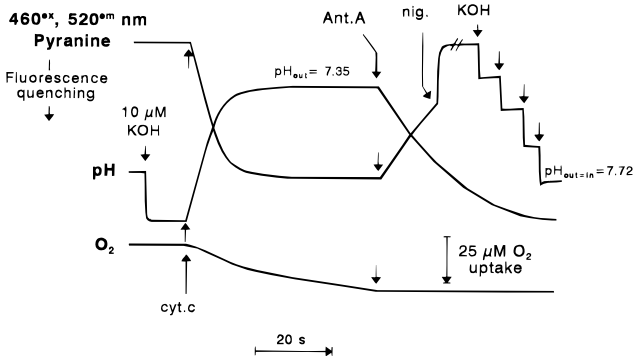 460ᵉˣ, 520ᵉᵐ nm
Pyranine
Fluorescence
quenching
10 µM
KOH
pH
O₂
cyt.c
pHₒᵤₜ= 7.35
Ant.A
nig.
KOH
pHₒᵤₜ₌ᵢₙ=7.72
25 µM O₂
uptake
20 s